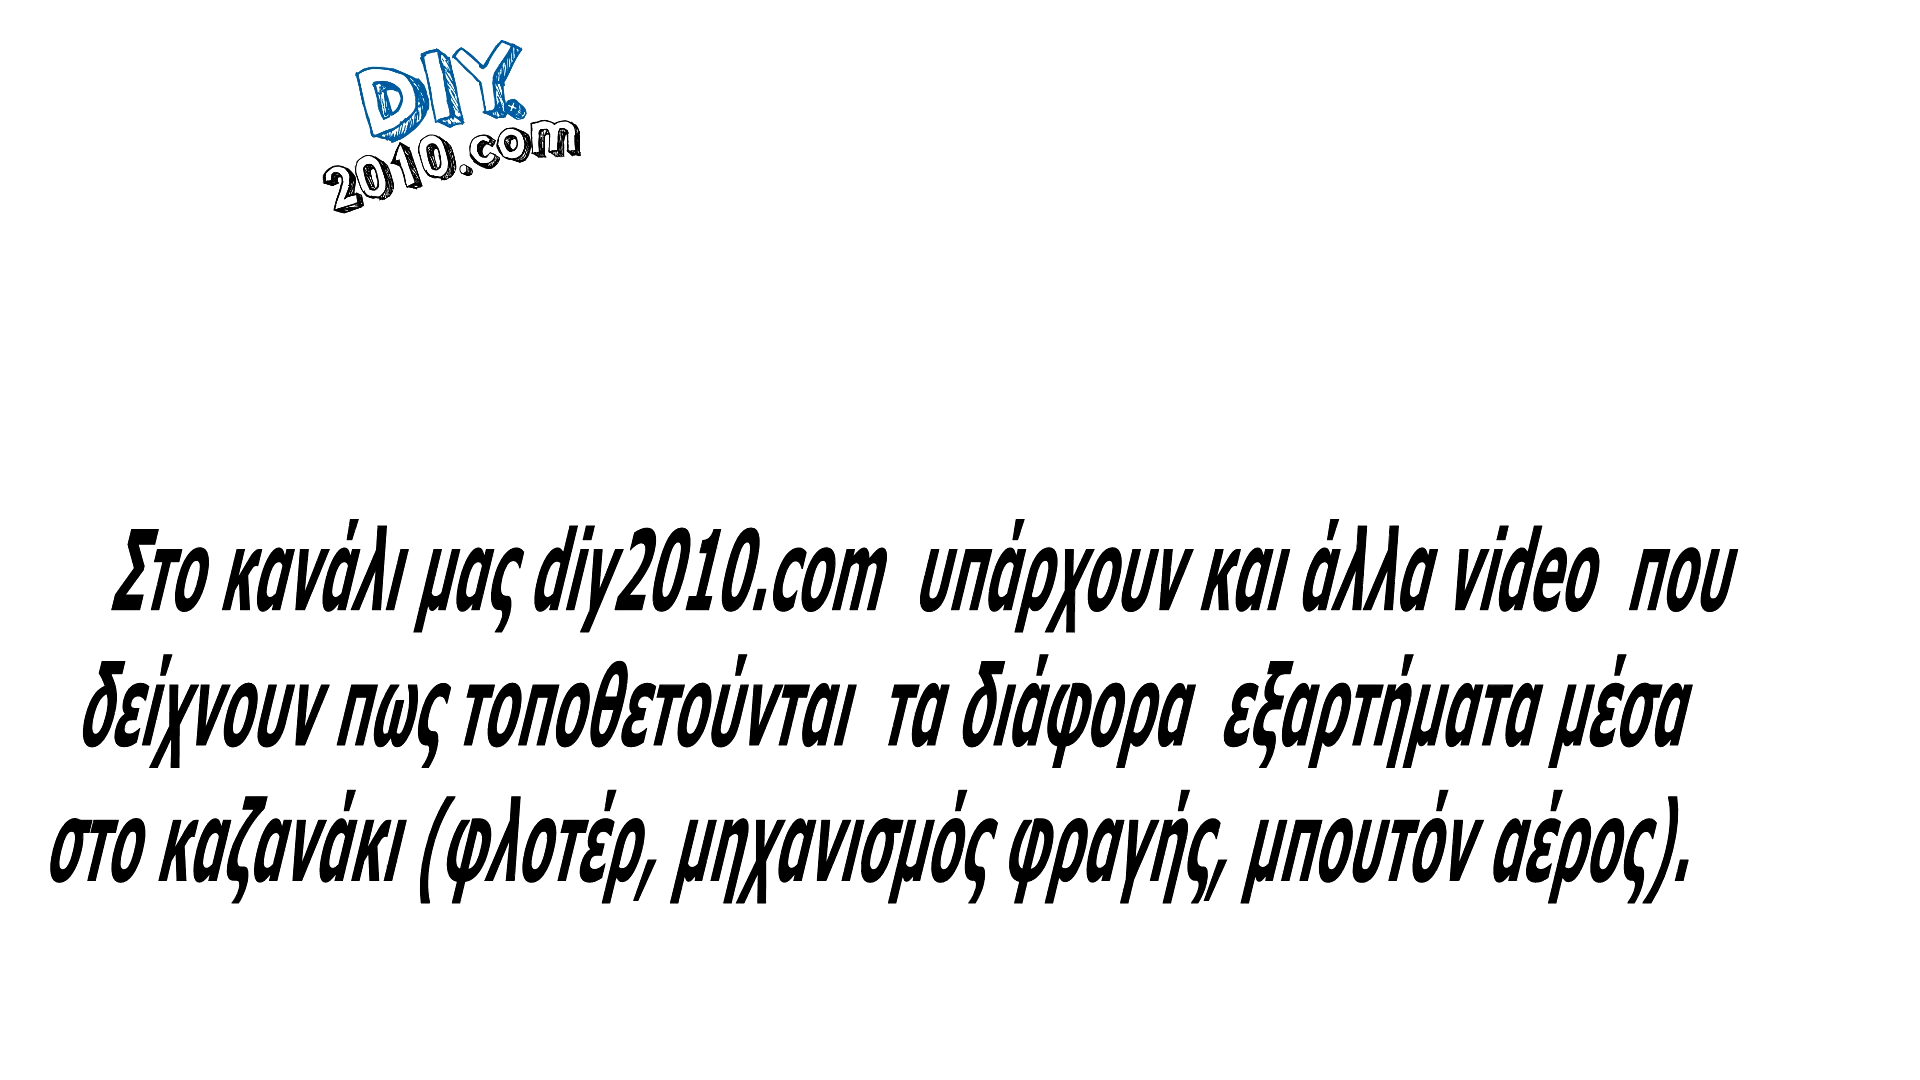 DIY.
2010.com
Στο κανάλι μας diy2010.com υπάρχουν και άλλα video που
δείχνουν πως τοποθετούνται τα διάφορα εξαρτήματα μέσα
στο καζανάκι (φλοτέρ, μηχανισμός φραγής, μπουτόν αέρος).